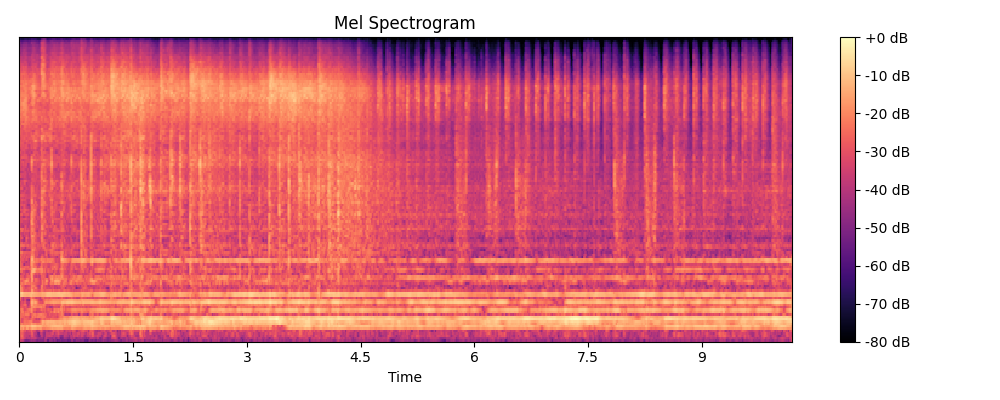 Mel Spectrogram
+0 dB
-10 dB
-20 dB
-30 dB
-40 dB
-50 dB
-60 dB
-70 dB
-80 dB
0 1.5 3 4.5 6 7.5 9
Time